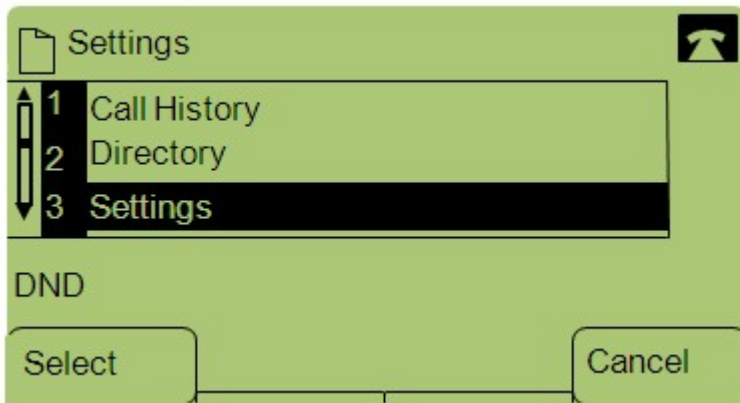 Settings
1 Call History
2 Directory
3 Settings
DND
Select Cancel